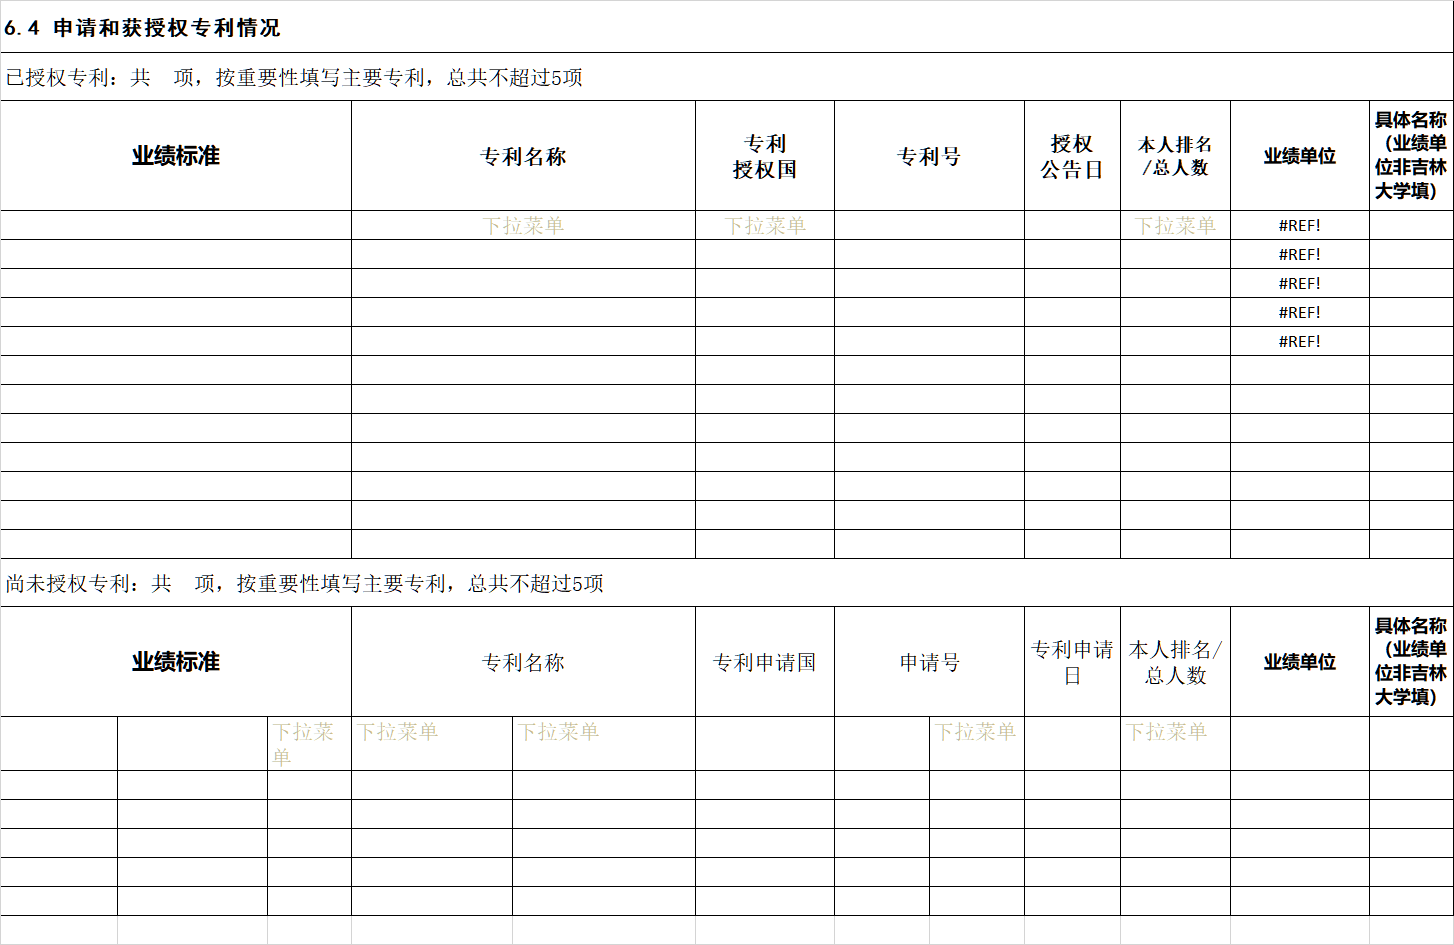 6.4 申请和获授权专利情况
已授权专利：共 项，按重要性填写主要专利，总共不超过5项
业绩标准
专利名称
专利
授权国
专利号
授权
公告日
本人排名
/总人数
业绩单位
具体名称
（业绩单
位非吉林
大学填）
下拉菜单
下拉菜单
下拉菜单
#REF!
#REF!
#REF!
#REF!
#REF!
尚未授权专利：共 项，按重要性填写主要专利，总共不超过5项
业绩标准
专利名称
专利申请国
申请号
专利申请
日
本人排名/
总人数
业绩单位
具体名称
（业绩单
位非吉林
大学填）
下拉菜
单
下拉菜单
下拉菜单
下拉菜单
下拉菜单